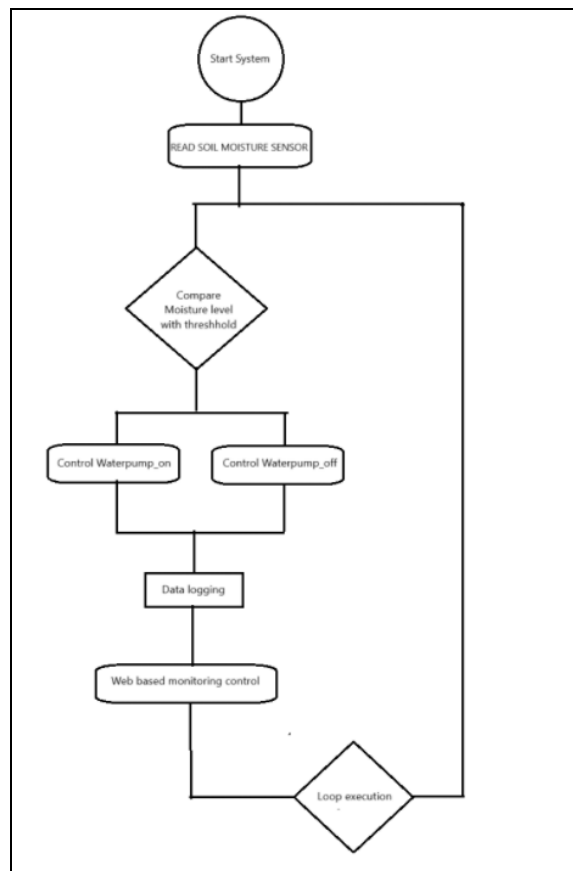 Start System
READ SOIL MOISTURE SENSOR
Compare
Moisture level
with threshhold
Control Waterpump_on
Control Waterpump_off
Data logging
Web based monitoring control
Loop execution